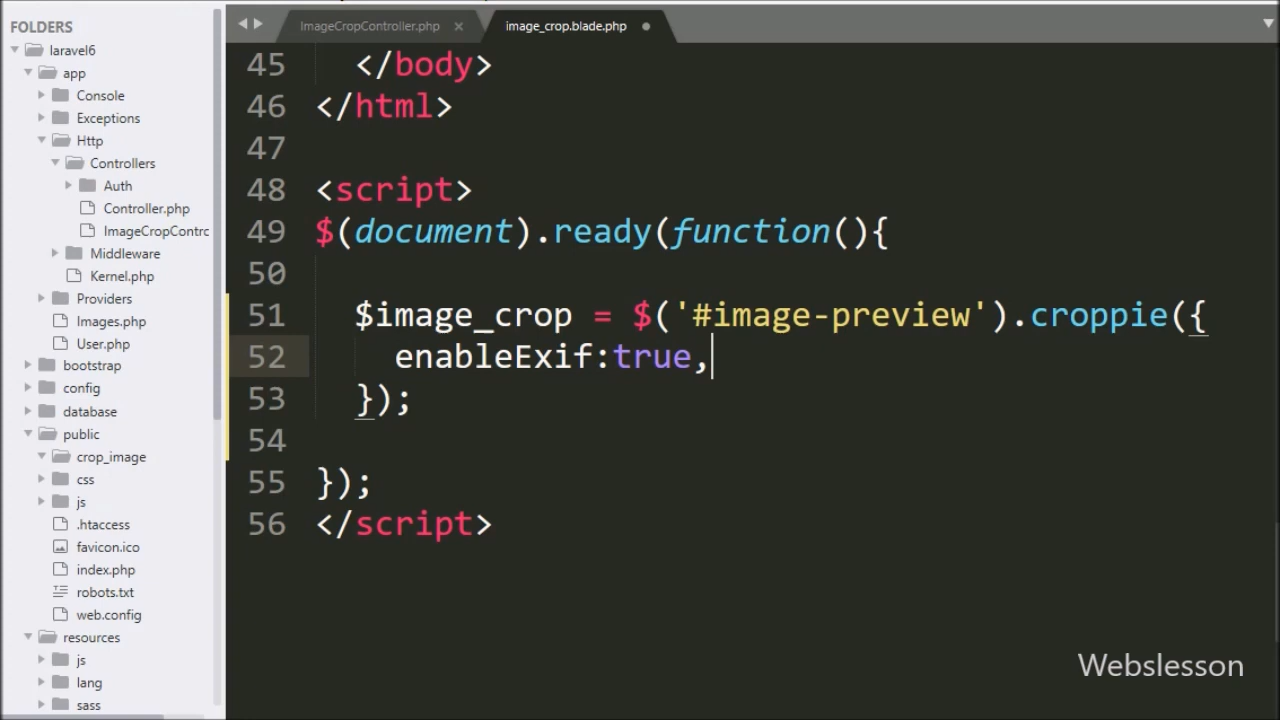 FOLDERS
laravel6
app
Console
Exceptions
Http
Controllers
Auth
Controller.php
ImageCropContrc
Middleware
Kernel.php
Providers
Images.php
User.php
bootstrap
config
database
public
crop_image
css
js
.htaccess
favicon.ico
index.php
robots.txt
web.config
resources
js
lang
sass
ImageCropController.php
image_crop.blade.php
45 </body>
46 </html>
47
48 <script>
49 $(document).ready(function(){
50
51 $image_crop = $('#image-preview').croppie({
52 enableExif:true,
53 });
54
55 });
56 </script>
Webslesson